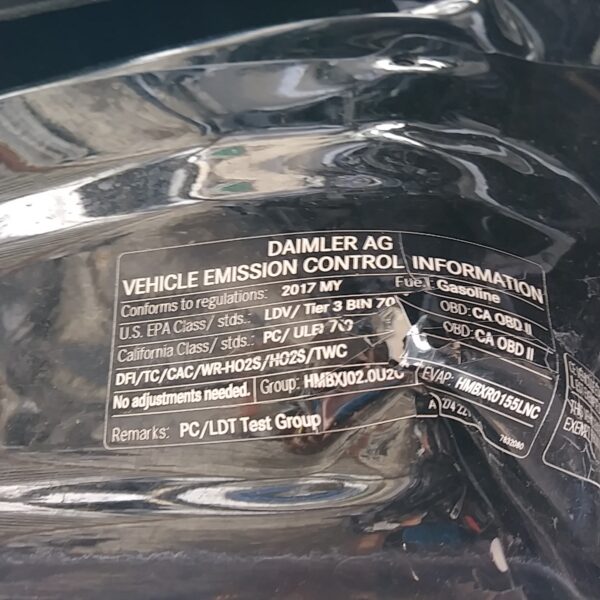 DAIMLER AG
VEHICLE EMISSION CONTROL INFORMATION
Conforms to regulations: 2017 MY Fuel: Gasoline
U.S. EPA Class/ stds.: LDV/ Tier 3 BIN 70 OBD: CA OBD II
California Class/ stds.: PC/ OBD: CA OBD II
DFI/TC/CAC/WR-HO2S/HO2S/TWC
No adjustments needed. Group: EVAP: HMBXR0155LNC
Remarks: PC/LDT Test Group A 274 22